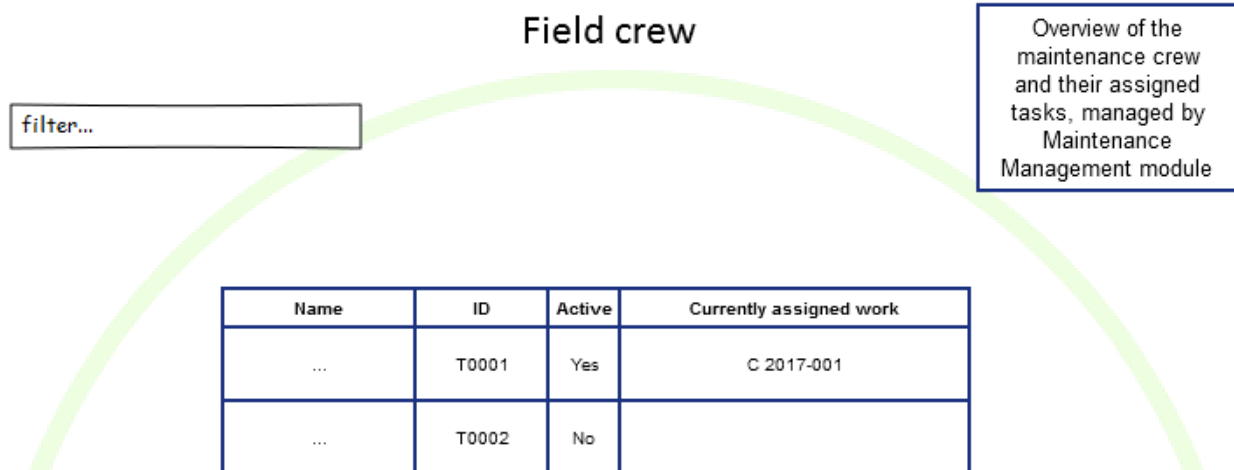 Field crew
Overview of the
maintenance crew
and their assigned
tasks, managed by
Maintenance
Management module
filter...
Name ID Active Currently assigned work
... T0001 Yes C 2017-001
... T0002 No